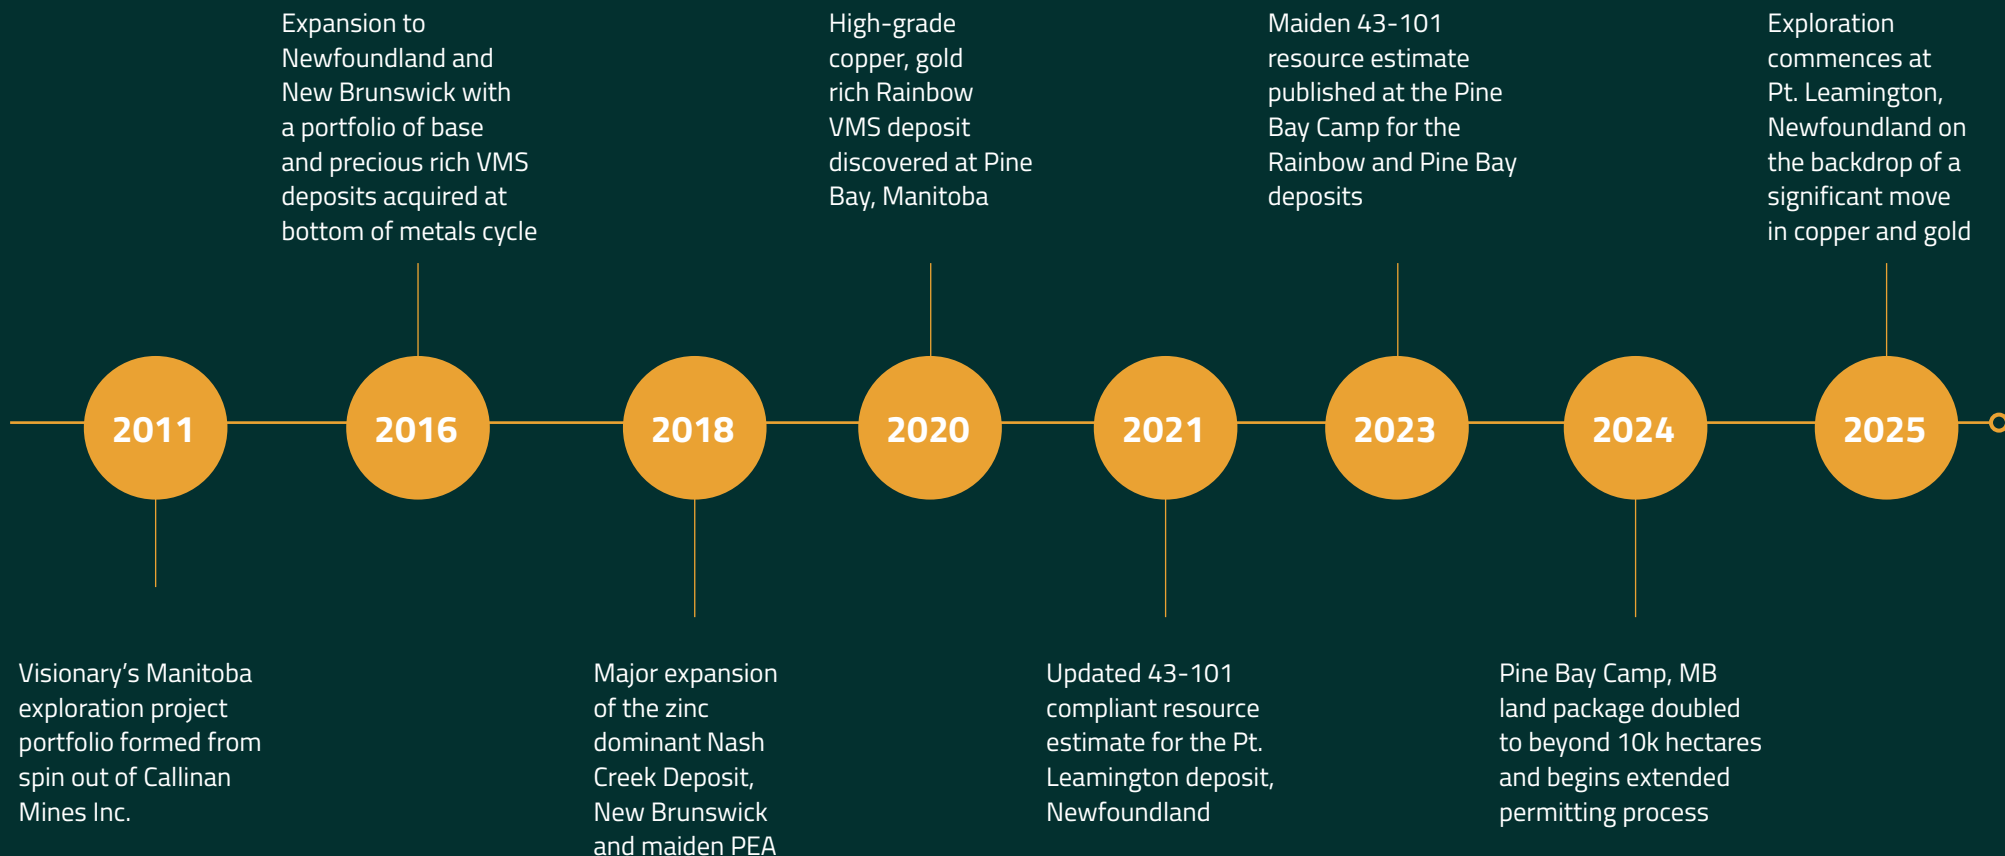 Expansion to
Newfoundland and
New Brunswick with
a portfolio of base
and precious rich VMS
deposits acquired at
bottom of metals cycle
High-grade
copper, gold
rich Rainbow
VMS deposit
discovered at Pine
Bay, Manitoba
Maiden 43-101
resource estimate
published at the Pine
Bay Camp for the
Rainbow and Pine Bay
deposits
Exploration
commences at
Pt. Leamington,
Newfoundland on
the backdrop of a
significant move
in copper and gold
2011
2016
2018
2020
2021
2023
2024
2025
Visionary’s Manitoba
exploration project
portfolio formed from
spin out of Callinan
Mines Inc.
Major expansion
of the zinc
dominant Nash
Creek Deposit,
New Brunswick
and maiden PEA
Updated 43-101
compliant resource
estimate for the Pt.
Leamington deposit,
Newfoundland
Pine Bay Camp, MB
land package doubled
to beyond 10k hectares
and begins extended
permitting process